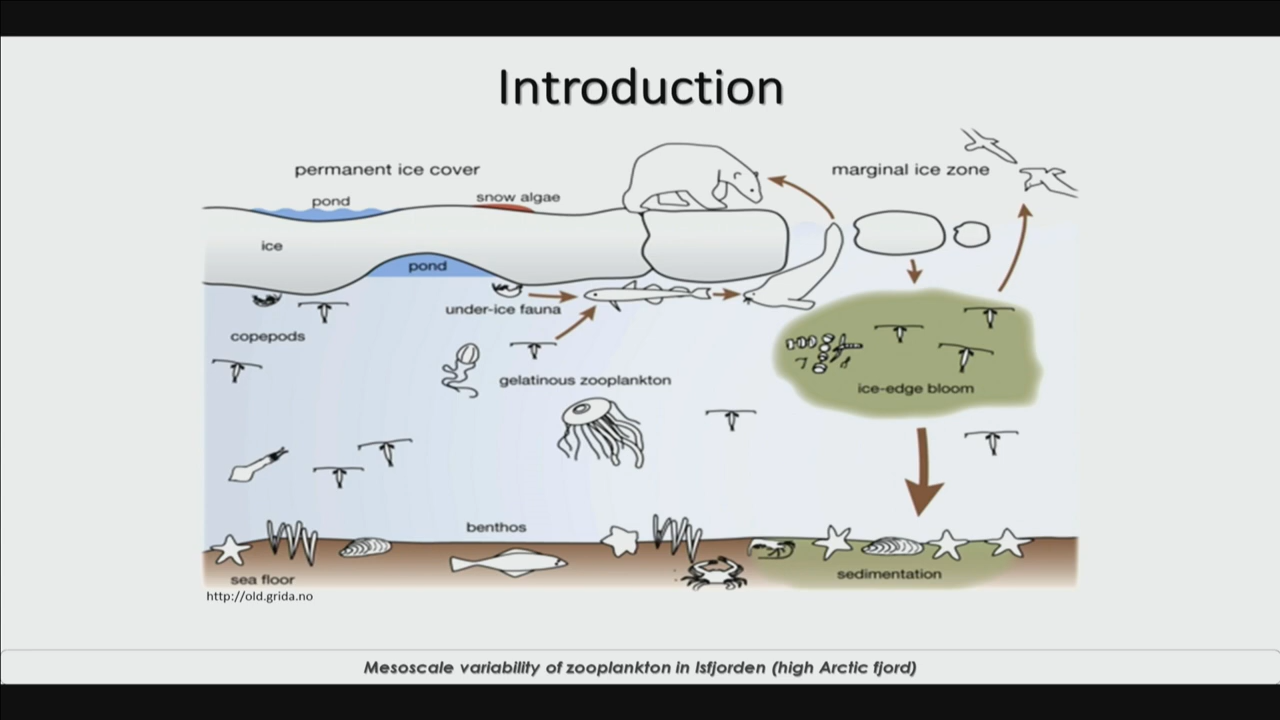 Introduction
permanent ice cover
marginal ice zone
pond
snow algae
ice
pond
under-ice fauna
copepods
gelatinous zooplankton
ice-edge bloom
benthos
sea floor
sedimentation
http://old.grida.no
Mesoscale variability of zooplankton in Isfjorden (high Arctic fjord)